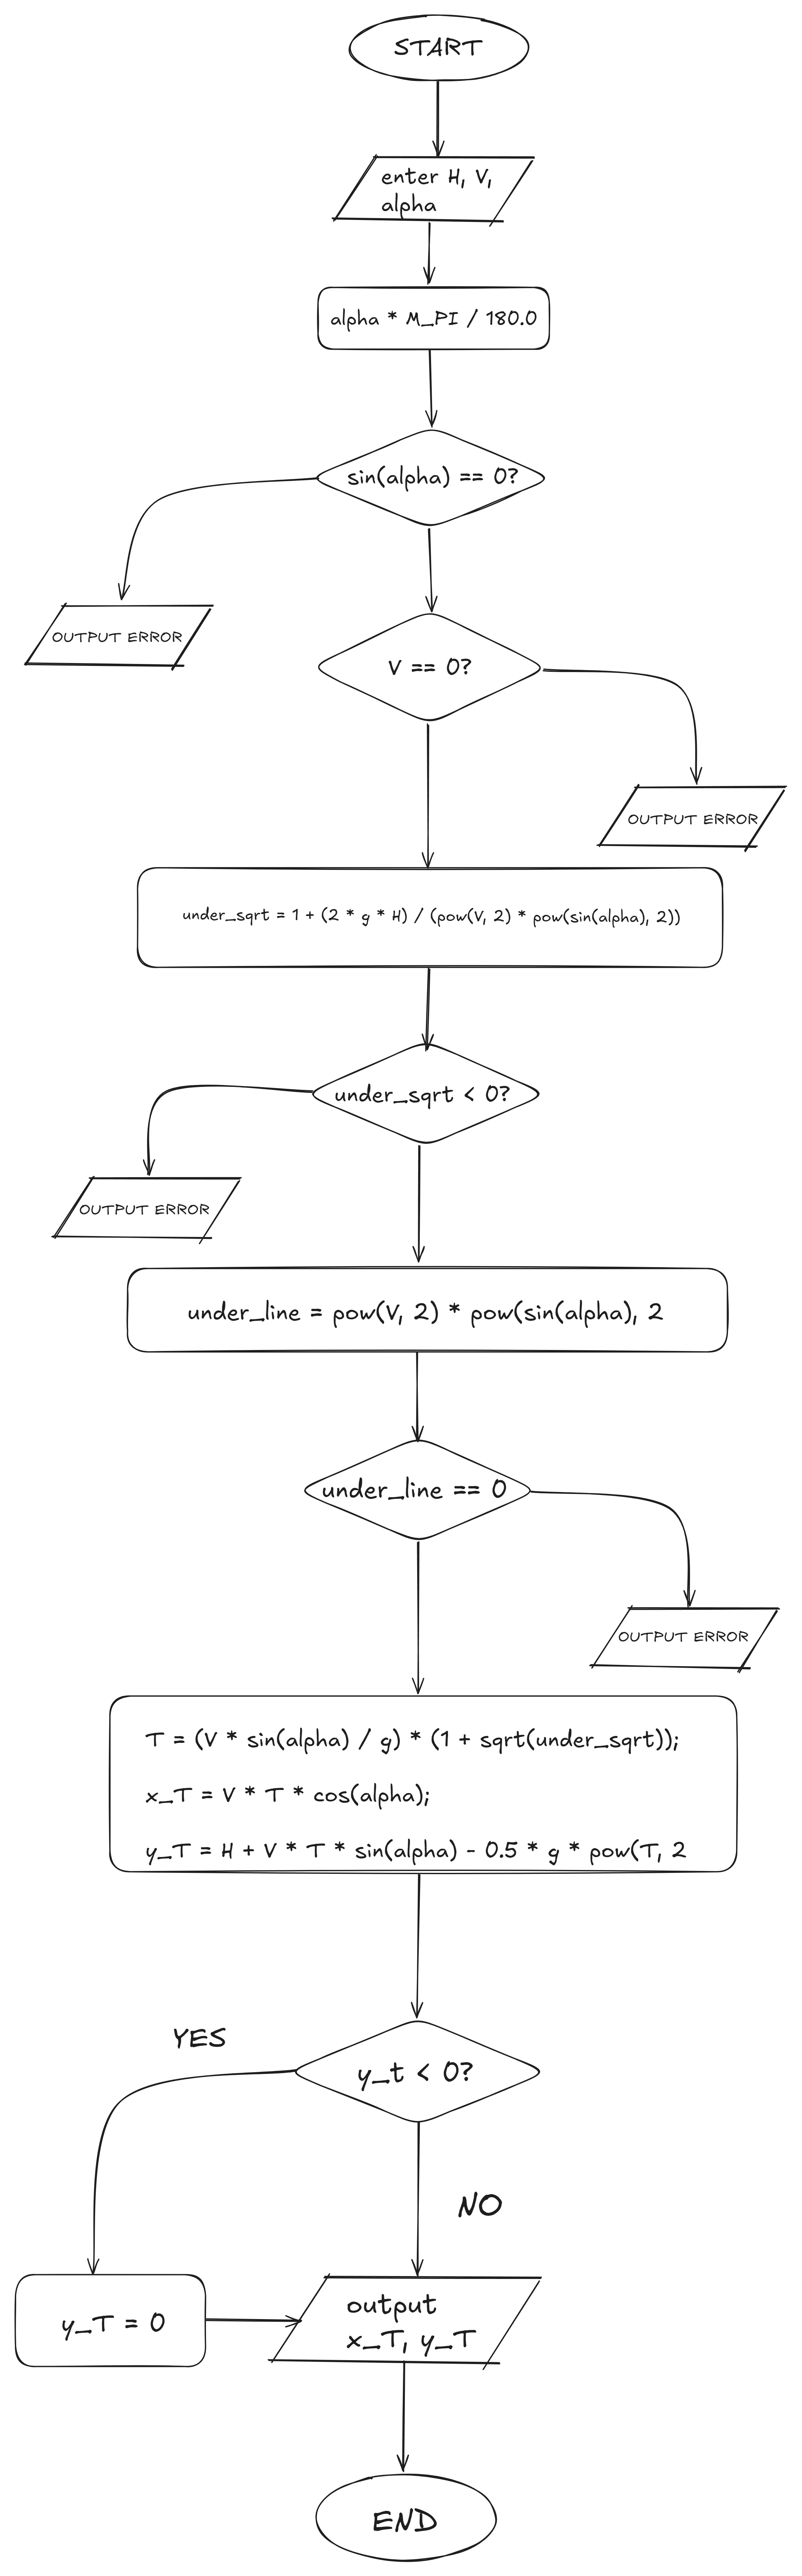 START
enter H, V,
alpha
alpha * M_PI / 180.0
sin(alpha) == 0?
OUTPUT ERROR
V == 0?
OUTPUT ERROR
under_sqrt = 1 + (2 * g * H) / (pow(V, 2) * pow(sin(alpha), 2))
under_sqrt < 0?
OUTPUT ERROR
under_line = pow(V, 2) * pow(sin(alpha), 2
under_line == 0
OUTPUT ERROR
T = (V * sin(alpha) / g) * (1 + sqrt(under_sqrt));
x_T = V * T * cos(alpha);
y_T = H + V * T * sin(alpha) - 0.5 * g * pow(T, 2
YES
y_t < 0?
NO
y_T = 0
output
x_T, y_T
END